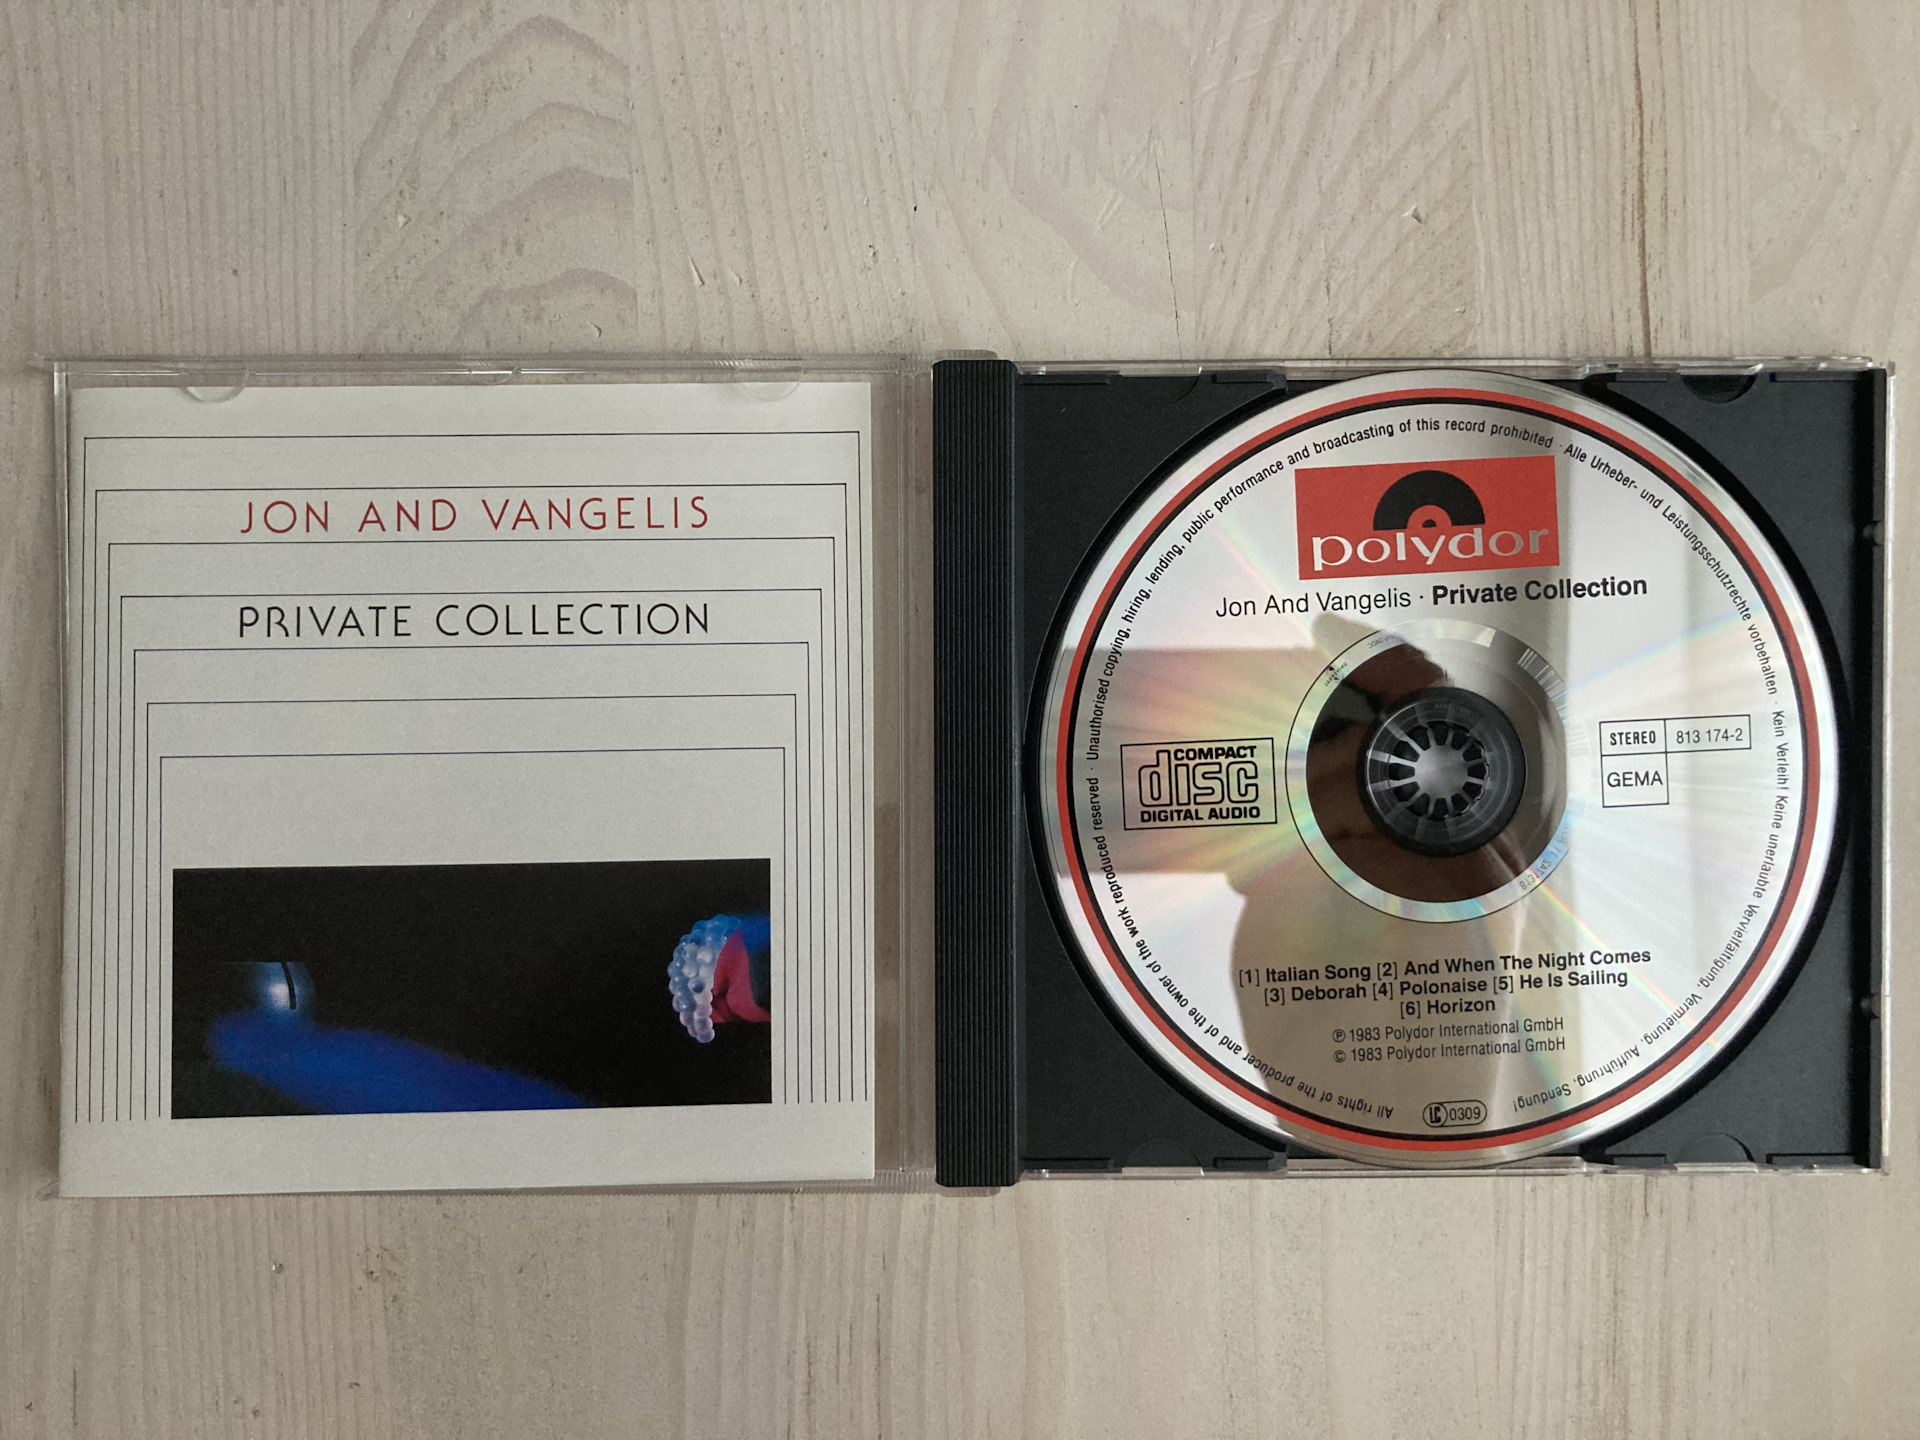 JON AND VANGELIS
PRIVATE COLLECTION
All rights of the producer and of the owner of the work reproduced reserved · Unauthorised copying, hiring, lending, public performance and broadcasting of this record prohibited · Alle Urheber- und Leistungsschutzrechte vorbehalten · Kein Verleih! Keine unerlaubte Vervielfältigung, Vermietung, Aufführung, Sendung!
polydor
Jon And Vangelis · Private Collection
COMPACT
disc
DIGITAL AUDIO
STEREO 813 174-2
GEMA
[1] Italian Song [2] And When The Night Comes
[3] Deborah [4] Polonaise [5] He Is Sailing
[6] Horizon
℗ 1983 Polydor International GmbH
© 1983 Polydor International GmbH
LC 0309